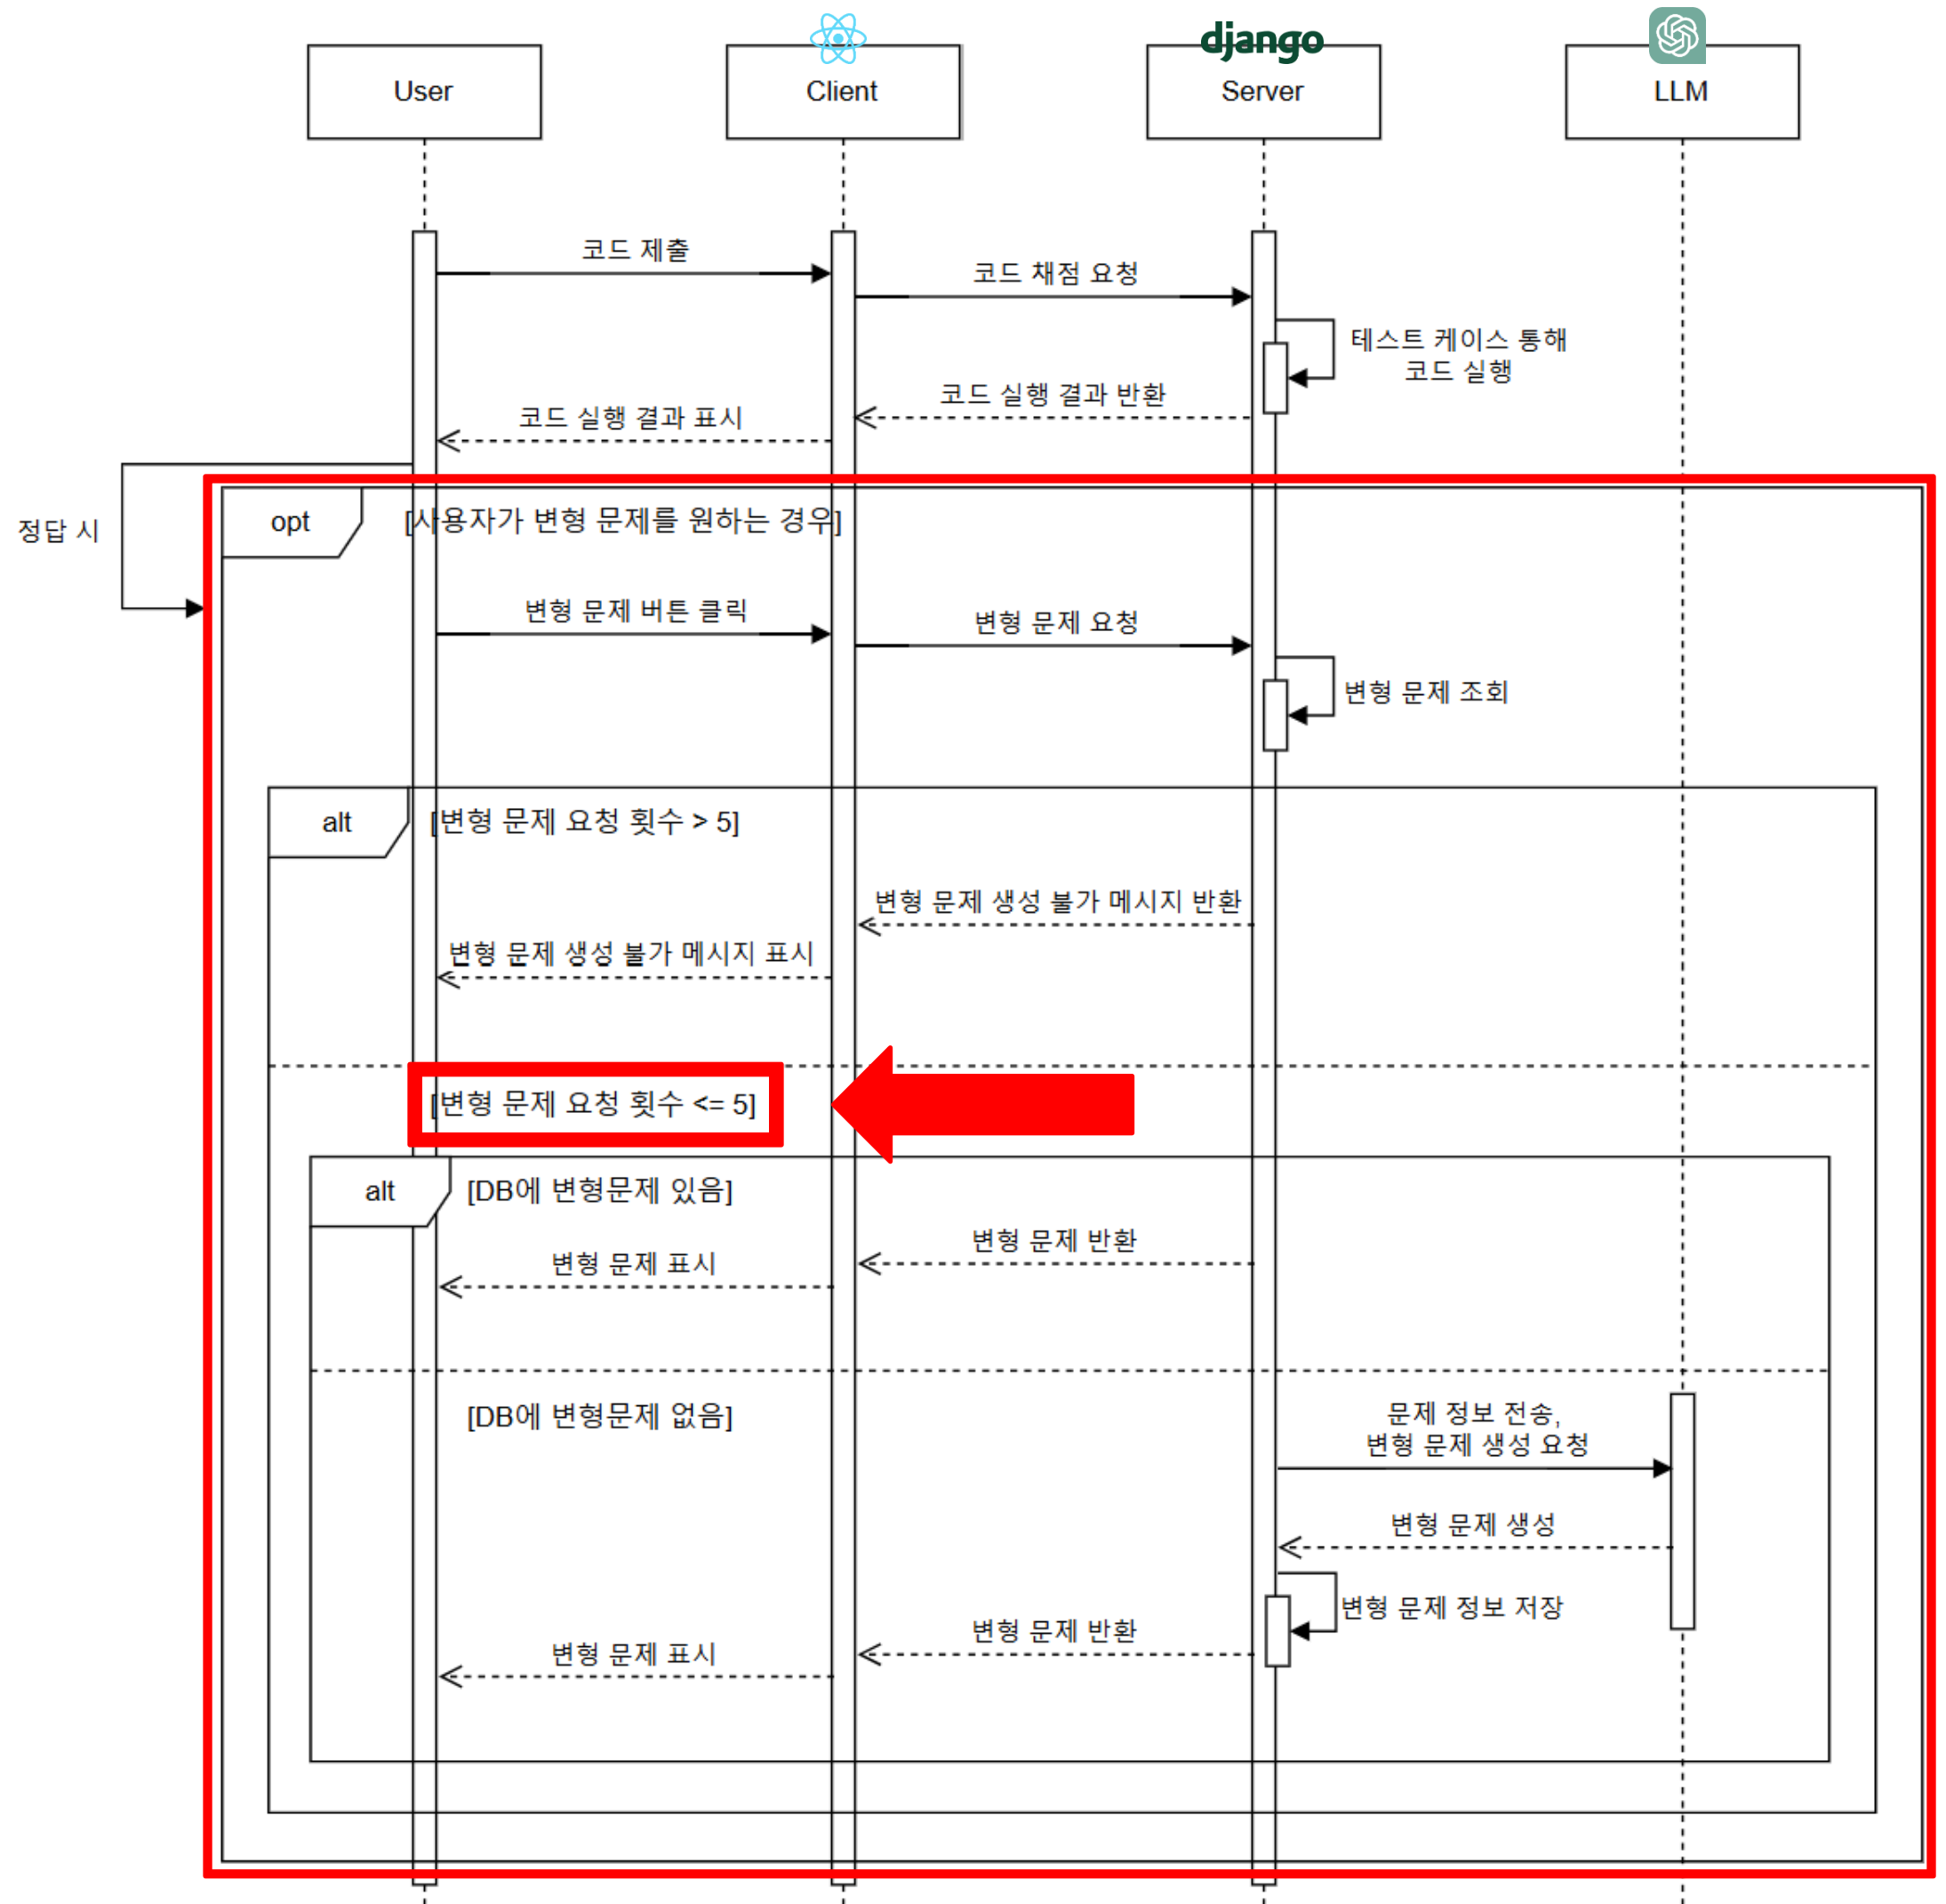 django
User
Client
Server
LLM
코드 제출
코드 채점 요청
테스트 케이스 통해
코드 실행
코드 실행 결과 반환
코드 실행 결과 표시
정답 시
opt
[사용자가 변형 문제를 원하는 경우]
변형 문제 버튼 클릭
변형 문제 요청
변형 문제 조회
alt
[변형 문제 요청 횟수 > 5]
변형 문제 생성 불가 메시지 반환
변형 문제 생성 불가 메시지 표시
[변형 문제 요청 횟수 <= 5]
alt
[DB에 변형문제 있음]
변형 문제 반환
변형 문제 표시
[DB에 변형문제 없음]
문제 정보 전송,
변형 문제 생성 요청
변형 문제 생성
변형 문제 정보 저장
변형 문제 반환
변형 문제 표시